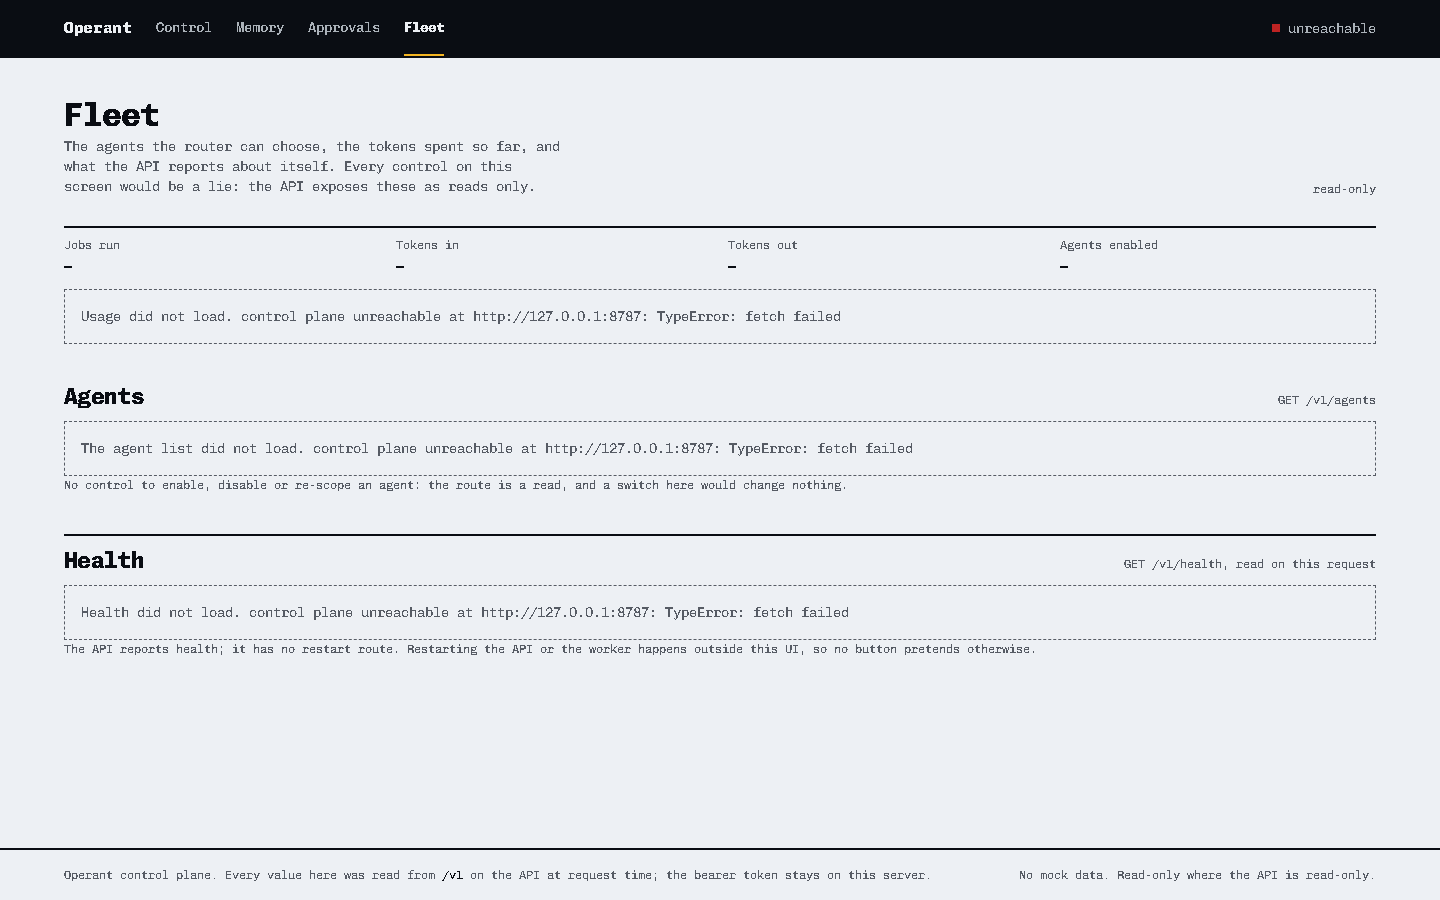 Operant Control Memory Approvals Fleet unreachable
Fleet
The agents the router can choose, the tokens spent so far, and
what the API reports about itself. Every control on this
screen would be a lie: the API exposes these as reads only.
read-only
Jobs run Tokens in Tokens out Agents enabled
— — — —
Usage did not load. control plane unreachable at http://127.0.0.1:8787: TypeError: fetch failed
Agents GET /v1/agents
The agent list did not load. control plane unreachable at http://127.0.0.1:8787: TypeError: fetch failed
No control to enable, disable or re-scope an agent: the route is a read, and a switch here would change nothing.
Health GET /v1/health, read on this request
Health did not load. control plane unreachable at http://127.0.0.1:8787: TypeError: fetch failed
The API reports health; it has no restart route. Restarting the API or the worker happens outside this UI, so no button pretends otherwise.
Operant control plane. Every value here was read from /v1 on the API at request time; the bearer token stays on this server. No mock data. Read-only where the API is read-only.